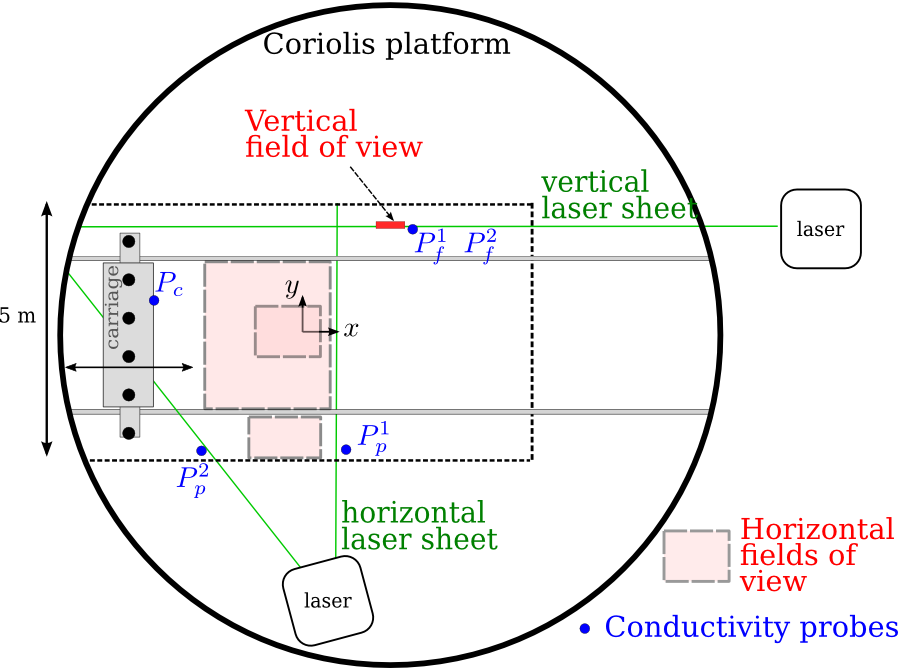 Coriolis platform
Vertical
field of view
vertical
laser sheet
laser
P_f^1 P_f^2
carriage
P_c
y
x
5 m
P_p^1
P_p^2
horizontal
laser sheet
laser
Horizontal
fields of
view
Conductivity probes